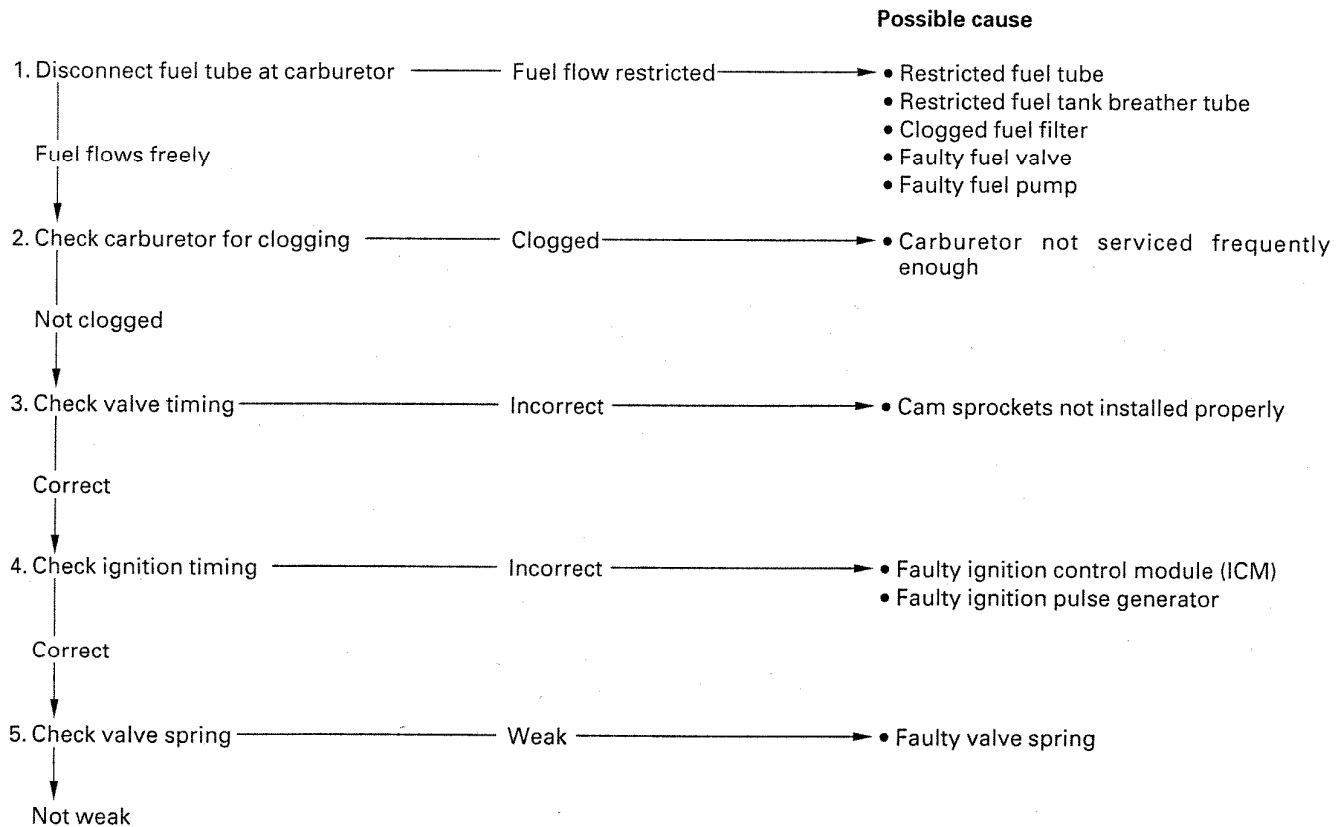 Possible cause
1. Disconnect fuel tube at carburetor Fuel flow restricted • Restricted fuel tube
• Restricted fuel tank breather tube
Fuel flows freely • Clogged fuel filter
• Faulty fuel valve
• Faulty fuel pump
2. Check carburetor for clogging Clogged • Carburetor not serviced frequently
enough
Not clogged
3. Check valve timing Incorrect • Cam sprockets not installed properly
Correct
4. Check ignition timing Incorrect • Faulty ignition control module (ICM)
• Faulty ignition pulse generator
Correct
5. Check valve spring Weak • Faulty valve spring
Not weak